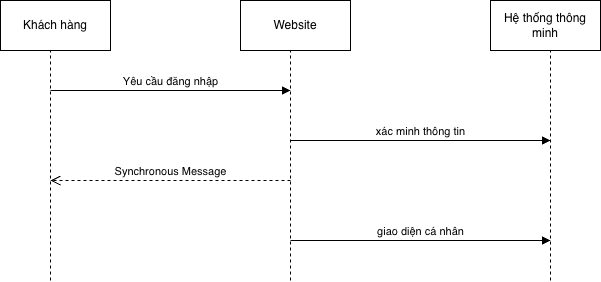 Khách hàng
Website
Hệ thống thông
minh
Yêu cầu đăng nhập
xác minh thông tin
Synchronous Message
giao diện cá nhân